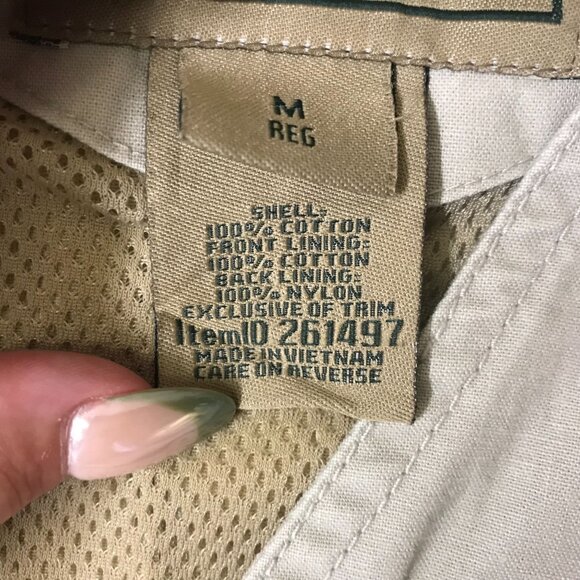 M
REG
SHELL:
100% COTTON
FRONT LINING:
100% COTTON
BACK LINING:
100% NYLON
EXCLUSIVE OF TRIM
ItemID 261497
MADE IN VIETNAM
CARE ON REVERSE